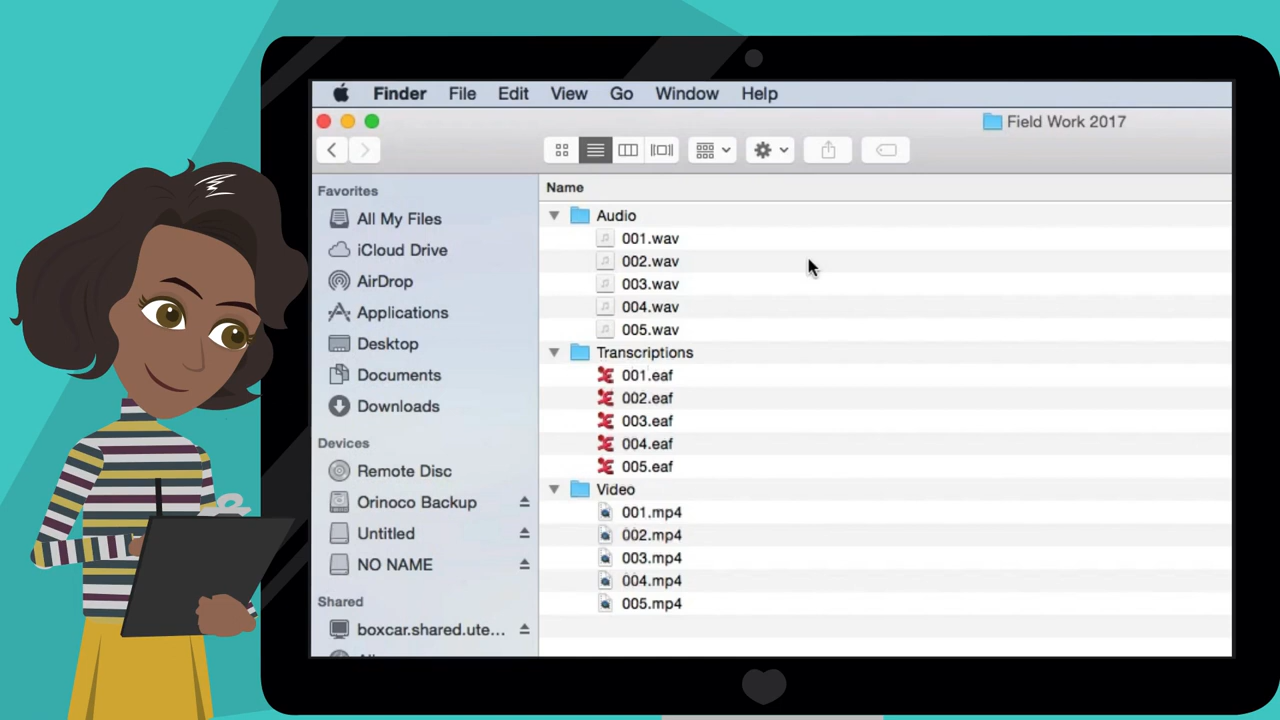 Finder File Edit View Go Window Help
Field Work 2017
Favorites
All My Files
iCloud Drive
AirDrop
Applications
Desktop
Documents
Downloads
Devices
Remote Disc
Orinoco Backup
Untitled
NO NAME
Shared
boxcar.shared.ute...
Name
Audio
001.wav
002.wav
003.wav
004.wav
005.wav
Transcriptions
001.eaf
002.eaf
003.eaf
004.eaf
005.eaf
Video
001.mp4
002.mp4
003.mp4
004.mp4
005.mp4